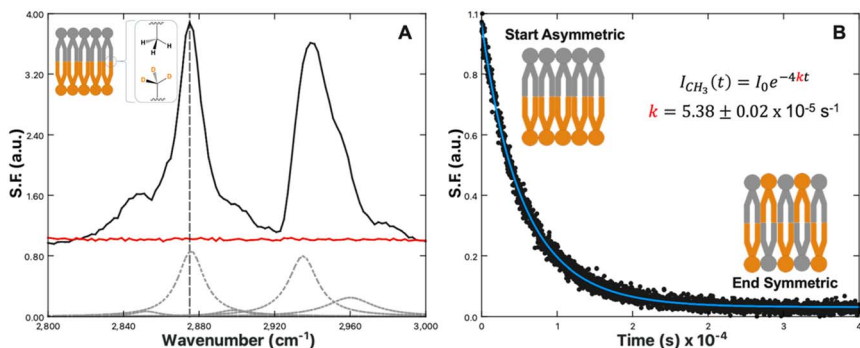 4.00
3.20
2.40
1.60
0.80
0.00
S.F. (a.u.)
A
H
H
H
D
D
D
2,800
2,840
2,880
2,920
2,960
3,000
Wavenumber (cm⁻¹)
1.1
0.8
0.6
0.4
0.2
0.0
S.F. (a.u.)
B
Start Asymmetric
I_{CH₃}(t) = I₀e^{-4kt}
k = 5.38 ± 0.02 x 10⁻⁵ s⁻¹
End Symmetric
0
1
2
3
4
Time (s) x 10⁻⁴